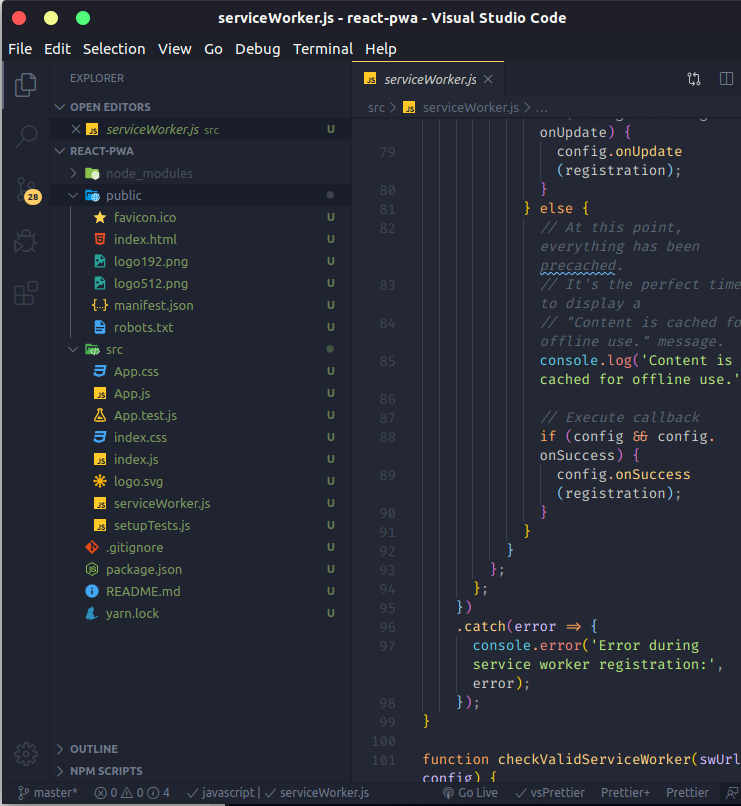 serviceWorker.js - react-pwa - Visual Studio Code
File Edit Selection View Go Debug Terminal Help
EXPLORER
OPEN EDITORS
JS serviceWorker.js src U
REACT-PWA
node_modules
public
favicon.ico U
index.html U
logo192.png U
logo512.png U
manifest.json U
robots.txt U
src
App.css U
App.js U
App.test.js U
index.css U
index.js U
logo.svg U
serviceWorker.js U
setupTests.js U
.gitignore U
package.json U
README.md U
yarn.lock U
OUTLINE
NPM SCRIPTS
28
JS serviceWorker.js
src > JS serviceWorker.js > ...
onUpdate) {
79 config.onUpdate
(registration);
80 }
81 } else {
82 // At this point,
everything has been
precached.
83 // It's the perfect time
to display a
84 // "Content is cached fo
offline use." message.
85 console.log('Content is
cached for offline use.'
86
87 // Execute callback
88 if (config && config.
onSuccess) {
89 config.onSuccess
(registration);
90 }
91 }
92 }
93 };
94 };
95 })
96 .catch(error => {
97 console.error('Error during
service worker registration:',
error);
98 });
99 }
100
101 function checkValidServiceWorker(swUrl
config) {
master* 0 0 4 javascript | serviceWorker.js Go Live vsPrettier Prettier+ Prettier